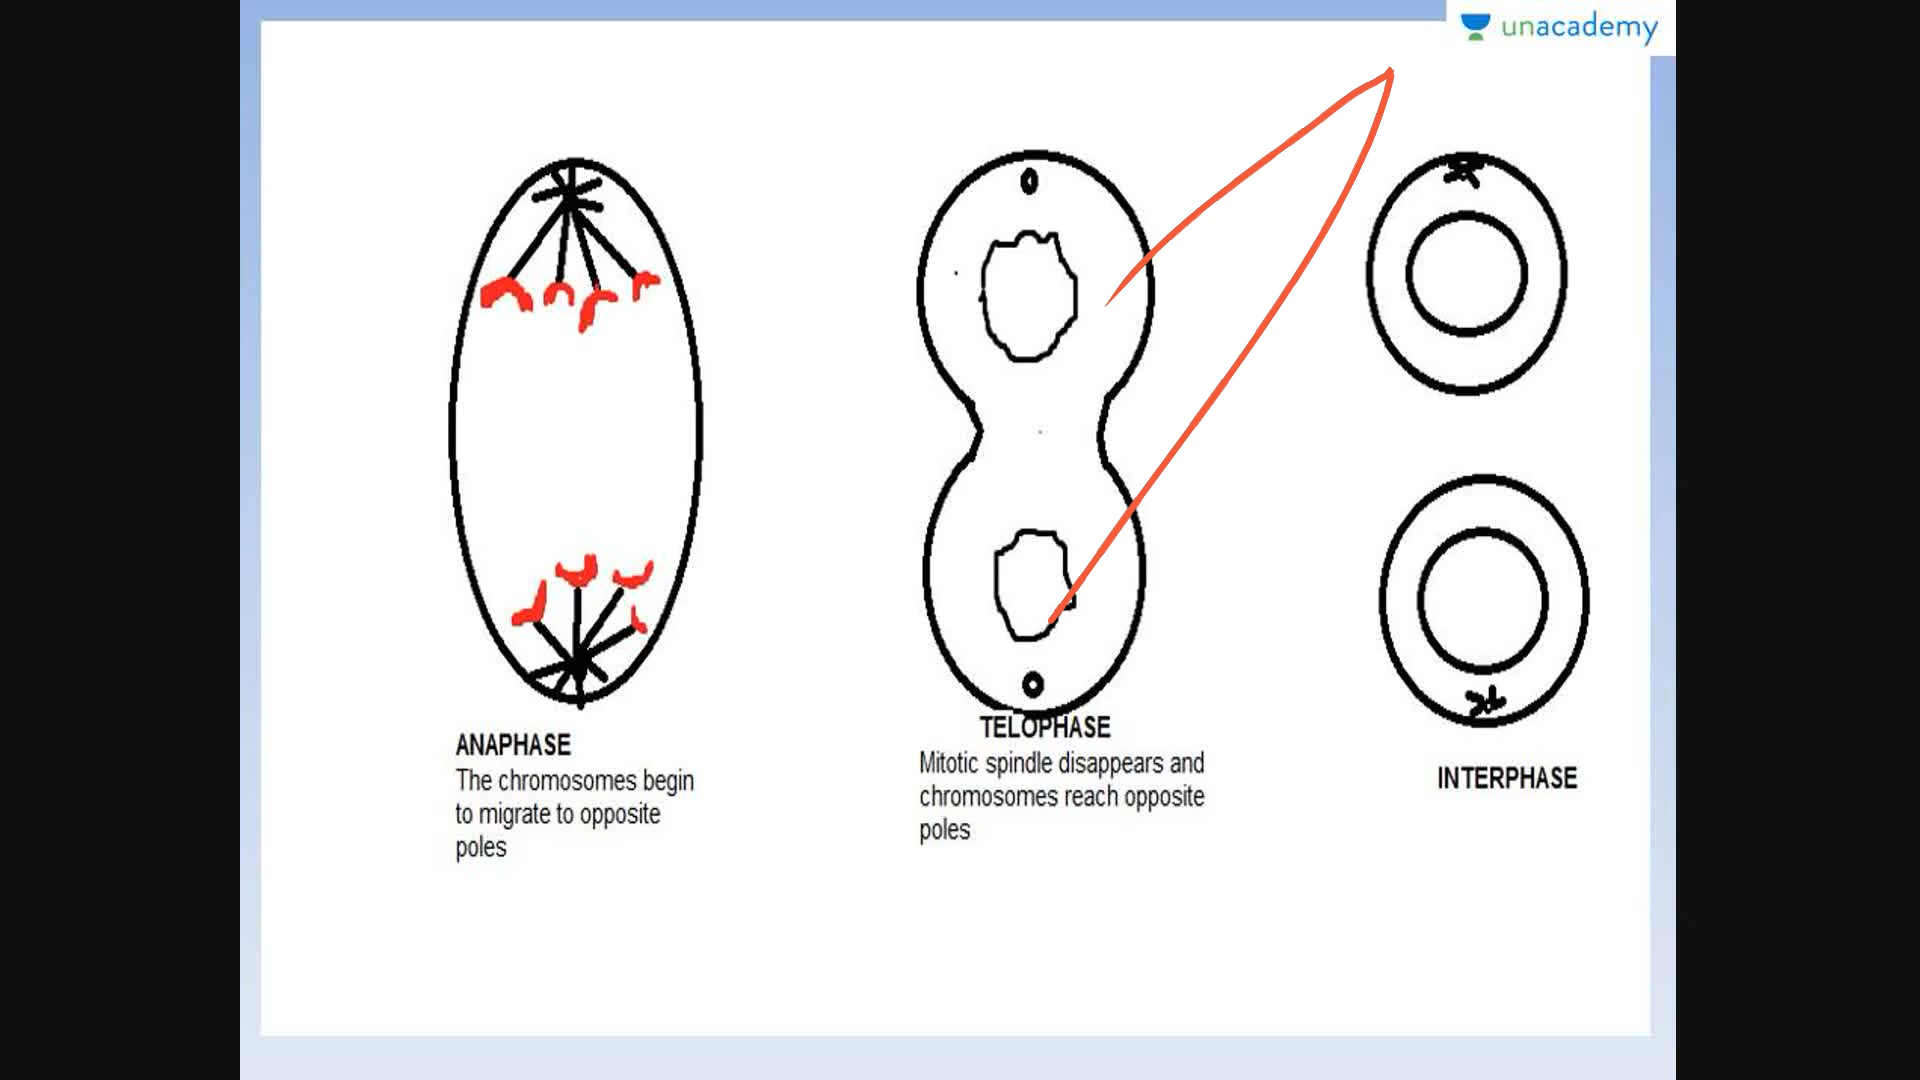 unacademy
ANAPHASE
The chromosomes begin
to migrate to opposite
poles
TELOPHASE
Mitotic spindle disappears and
chromosomes reach opposite
poles
INTERPHASE